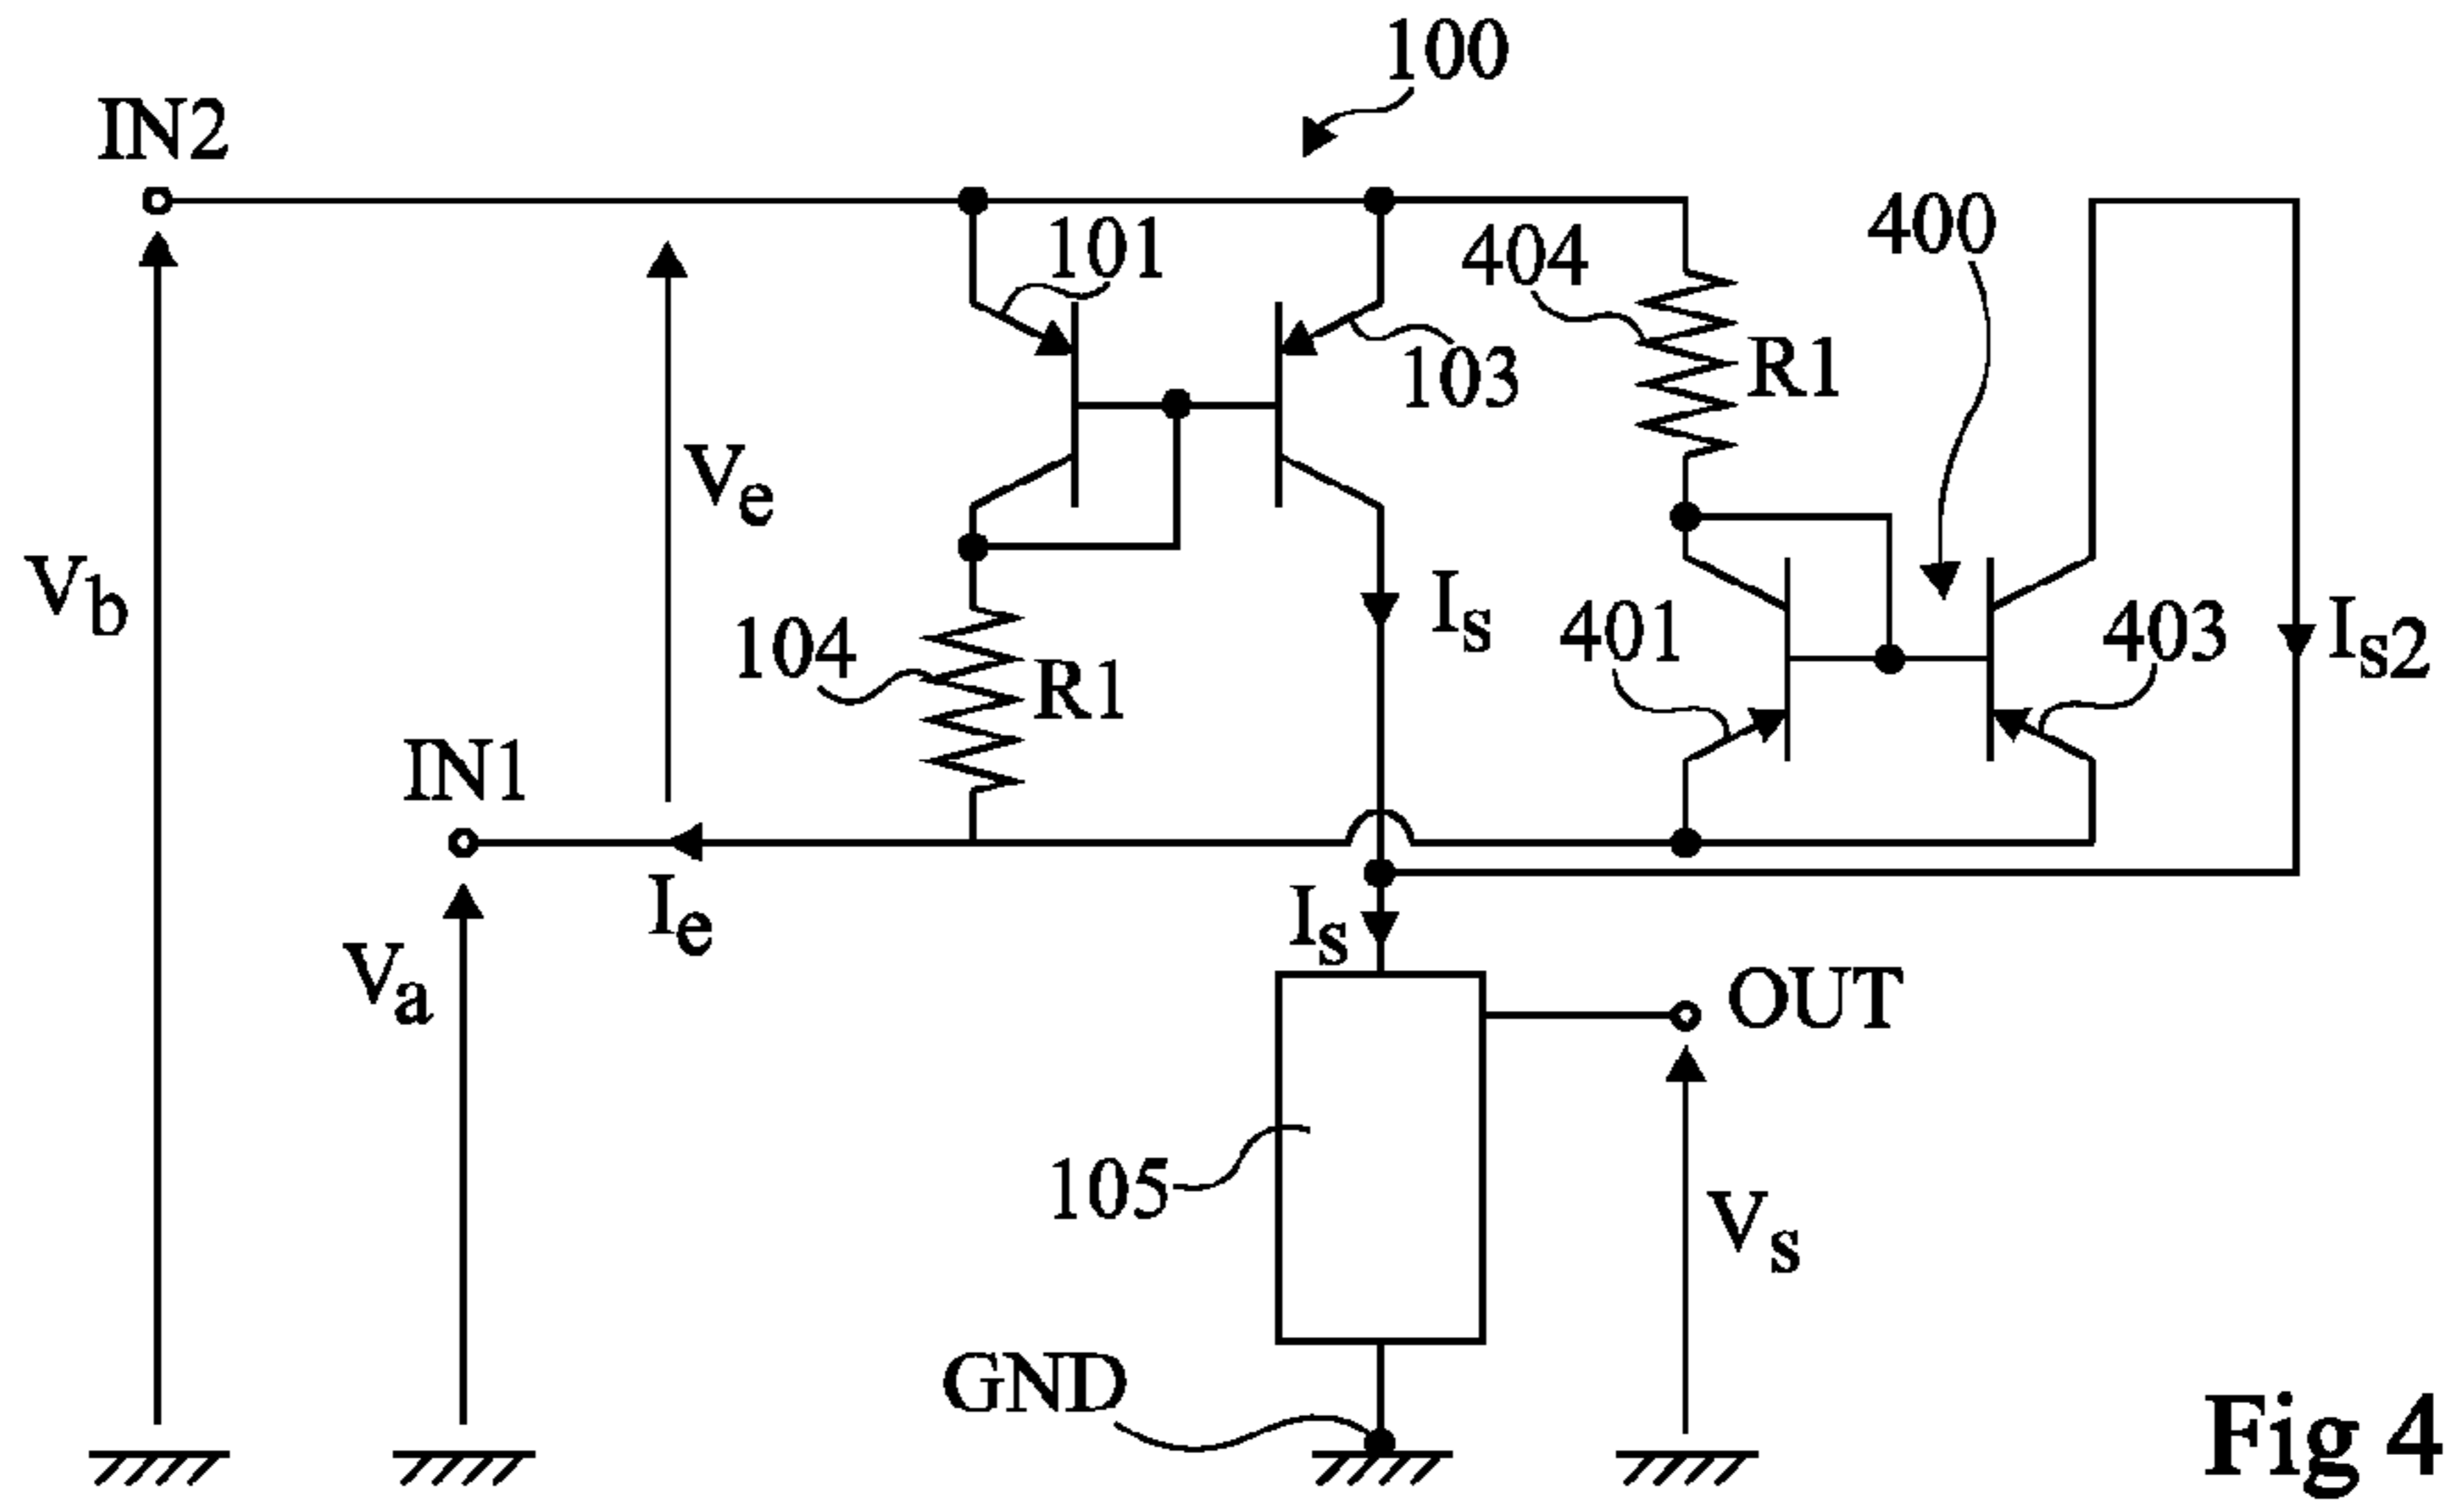 100
IN2
101
404
400
103
R1
Ve
Vb
Is
104
R1
401
403
Is2
IN1
Ie
Is
Va
OUT
105
Vs
GND
Fig 4